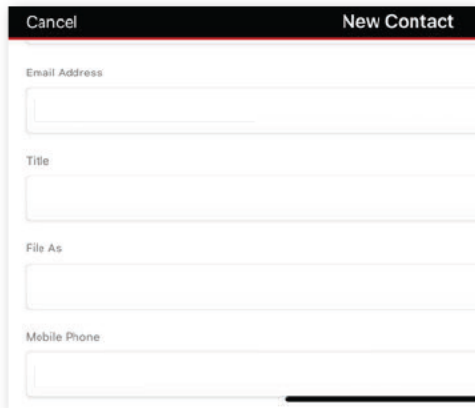 Cancel New Contact
Email Address
Title
File As
Mobile Phone